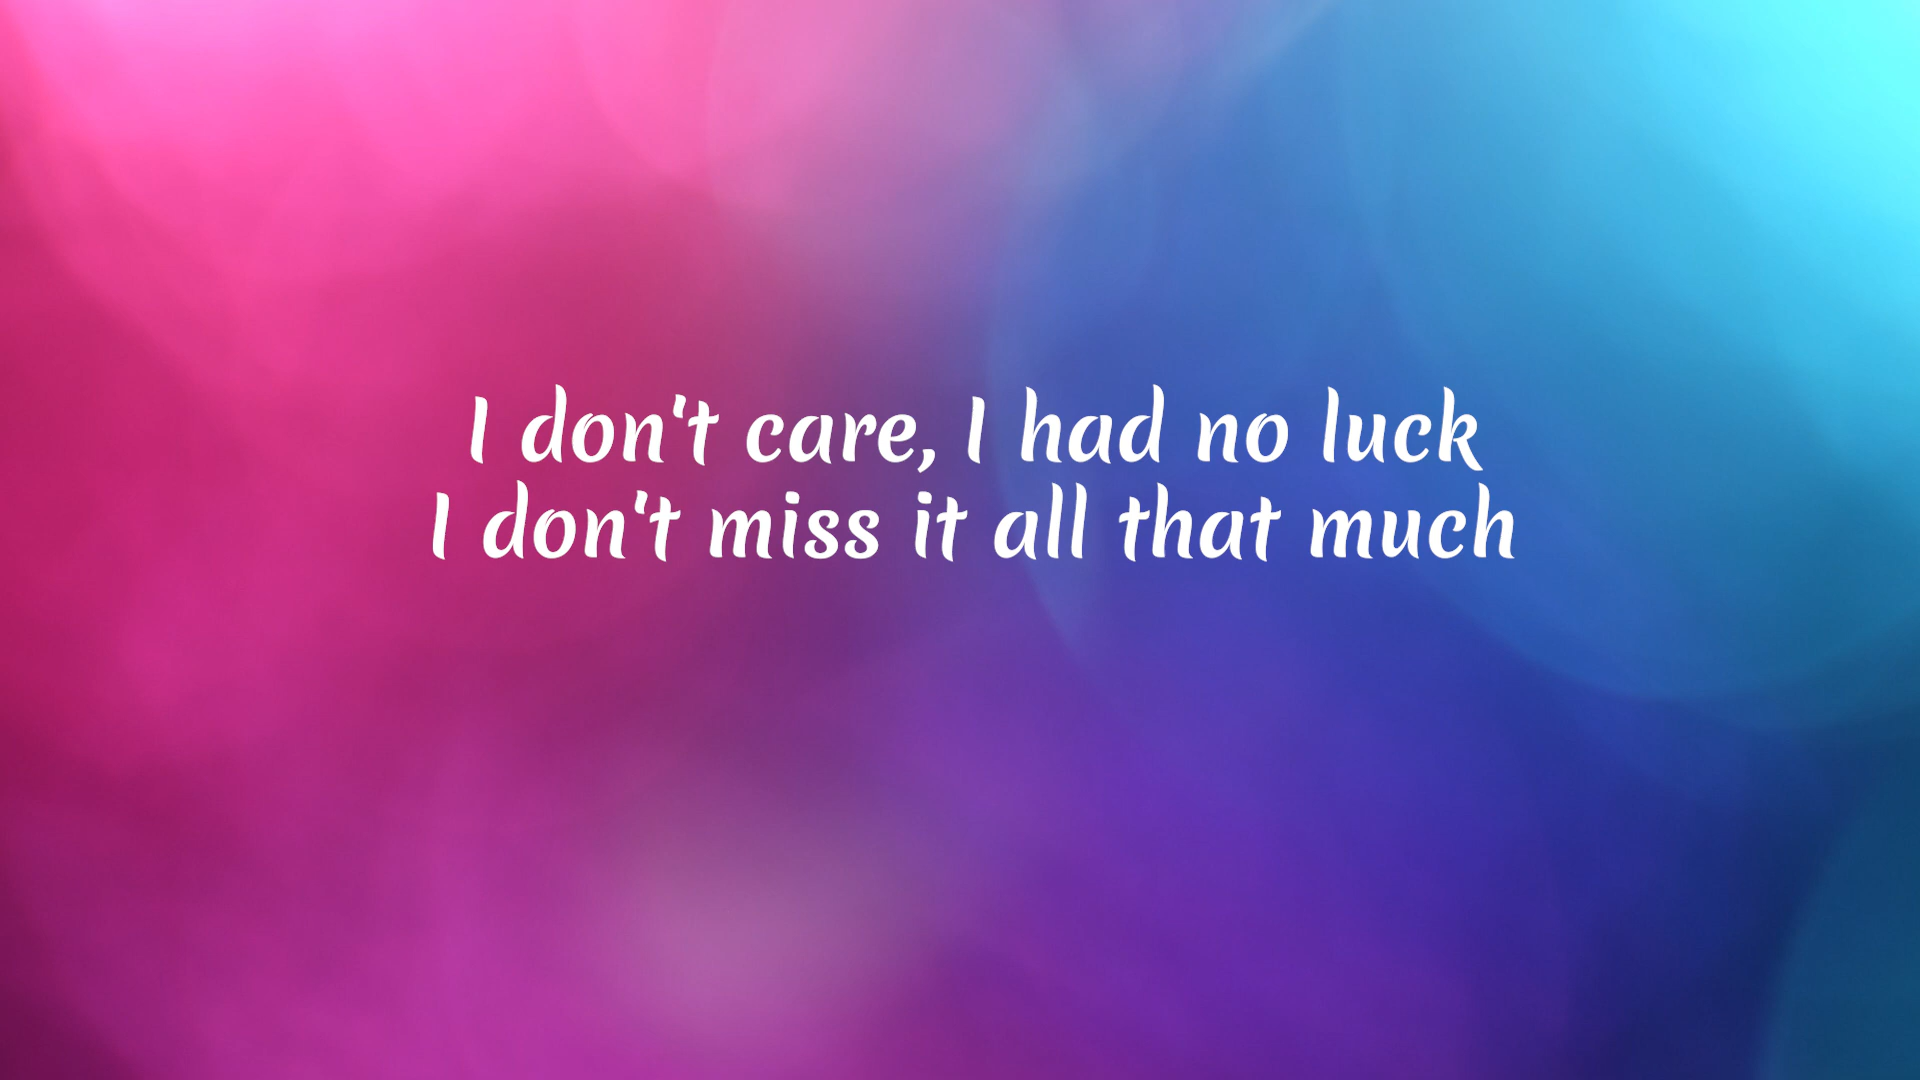 I don't care, I had no luck
I don't miss it all that much